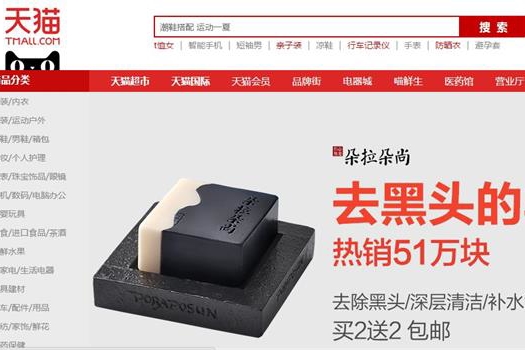 天猫
TMALL.COM
潮鞋搭配 运动一夏
搜 索
t恤女 | 智能手机 | 短袖男 | 亲子装 | 凉鞋 | 行车记录仪 | 手表 | 防晒衣 | 避孕套
品分类
天猫超市
天猫国际
天猫会员
品牌街
电器城
喵鲜生
医药馆
营业厅
装/内衣
装/运动户外
鞋/男鞋/箱包
妆/个人护理
表/珠宝饰品/眼镜
机/数码/电脑办公
婴玩具
食/进口食品/茶酒
鲜水果
家电/生活电器
具建材
车/配件/用品
纺/家饰/鲜花
药保健
朵拉朵尚
朵拉朵尚
DORADOSUN
去黑头的
热销51万块
去除黑头/深层清洁/补水
买2送2 包邮